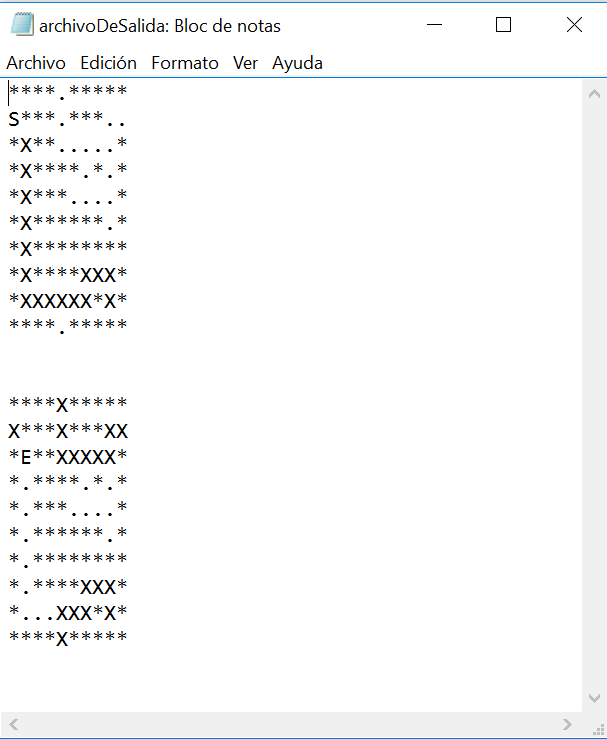 archivoDeSalida: Bloc de notas
Archivo Edición Formato Ver Ayuda
****.*****
S***.***..
*X**.....*
*X****.*.*
*X***....*
*X******.*
*X********
*X****XXX*
*XXXXXX*X*
****.*****
****X*****
X***X***XX
*E**XXXXX*
*.****.*.*
*.***....*
*.******.*
*.********
*.****XXX*
*...XXX*X*
****X*****